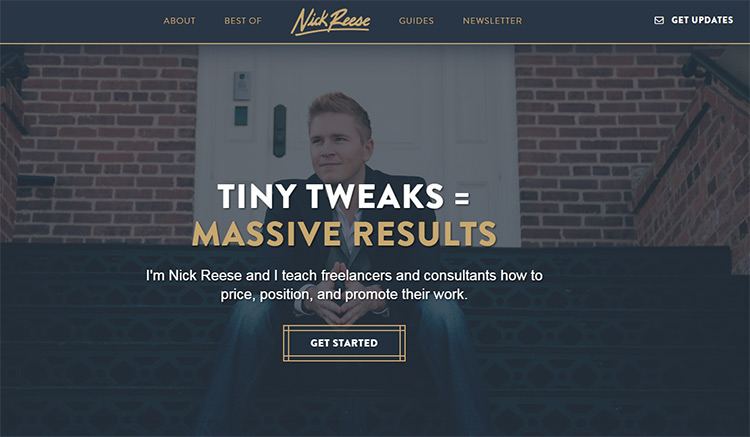 ABOUT BEST OF Nick Reese GUIDES NEWSLETTER GET UPDATES
TINY TWEAKS =
MASSIVE RESULTS
I'm Nick Reese and I teach freelancers and consultants how to
price, position, and promote their work.
GET STARTED